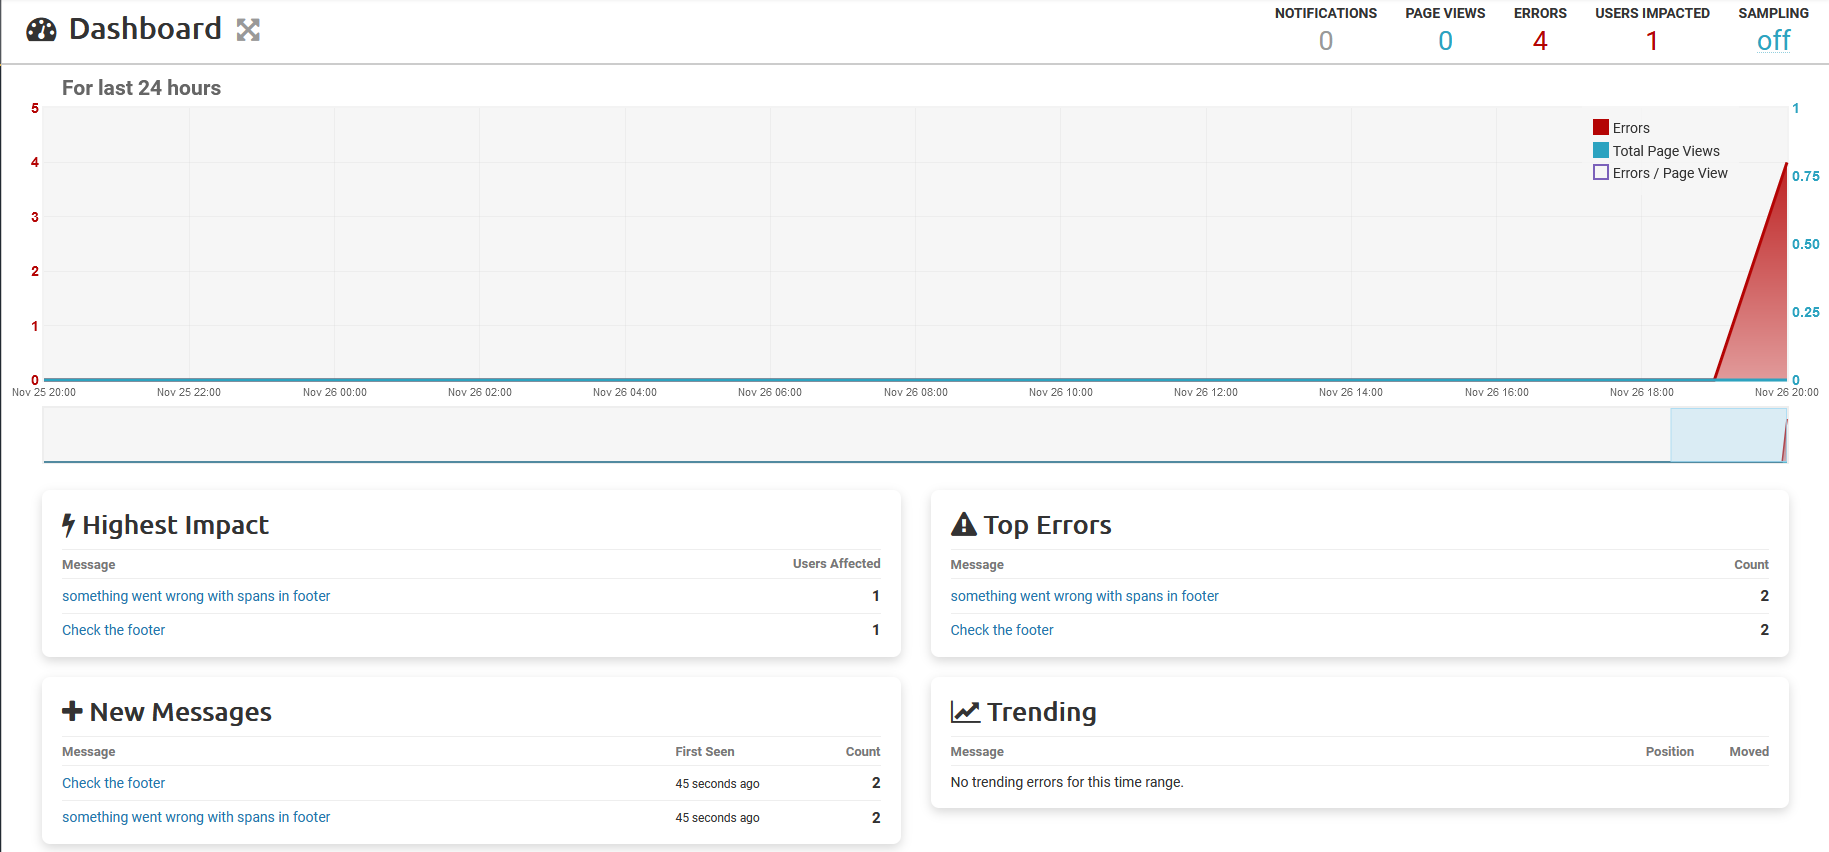 Dashboard
NOTIFICATIONS PAGE VIEWS ERRORS USERS IMPACTED SAMPLING
0 0 4 1 off
For last 24 hours
5 1
4 0.75
3 0.50
2 0.25
1
0 0
Errors
Total Page Views
Errors / Page View
Nov 25 20:00 Nov 25 22:00 Nov 26 00:00 Nov 26 02:00 Nov 26 04:00 Nov 26 06:00 Nov 26 08:00 Nov 26 10:00 Nov 26 12:00 Nov 26 14:00 Nov 26 16:00 Nov 26 18:00 Nov 26 20:00
Highest Impact
Message Users Affected
something went wrong with spans in footer 1
Check the footer 1
Top Errors
Message Count
something went wrong with spans in footer 2
Check the footer 2
New Messages
Message First Seen Count
Check the footer 45 seconds ago 2
something went wrong with spans in footer 45 seconds ago 2
Trending
Message Position Moved
No trending errors for this time range.